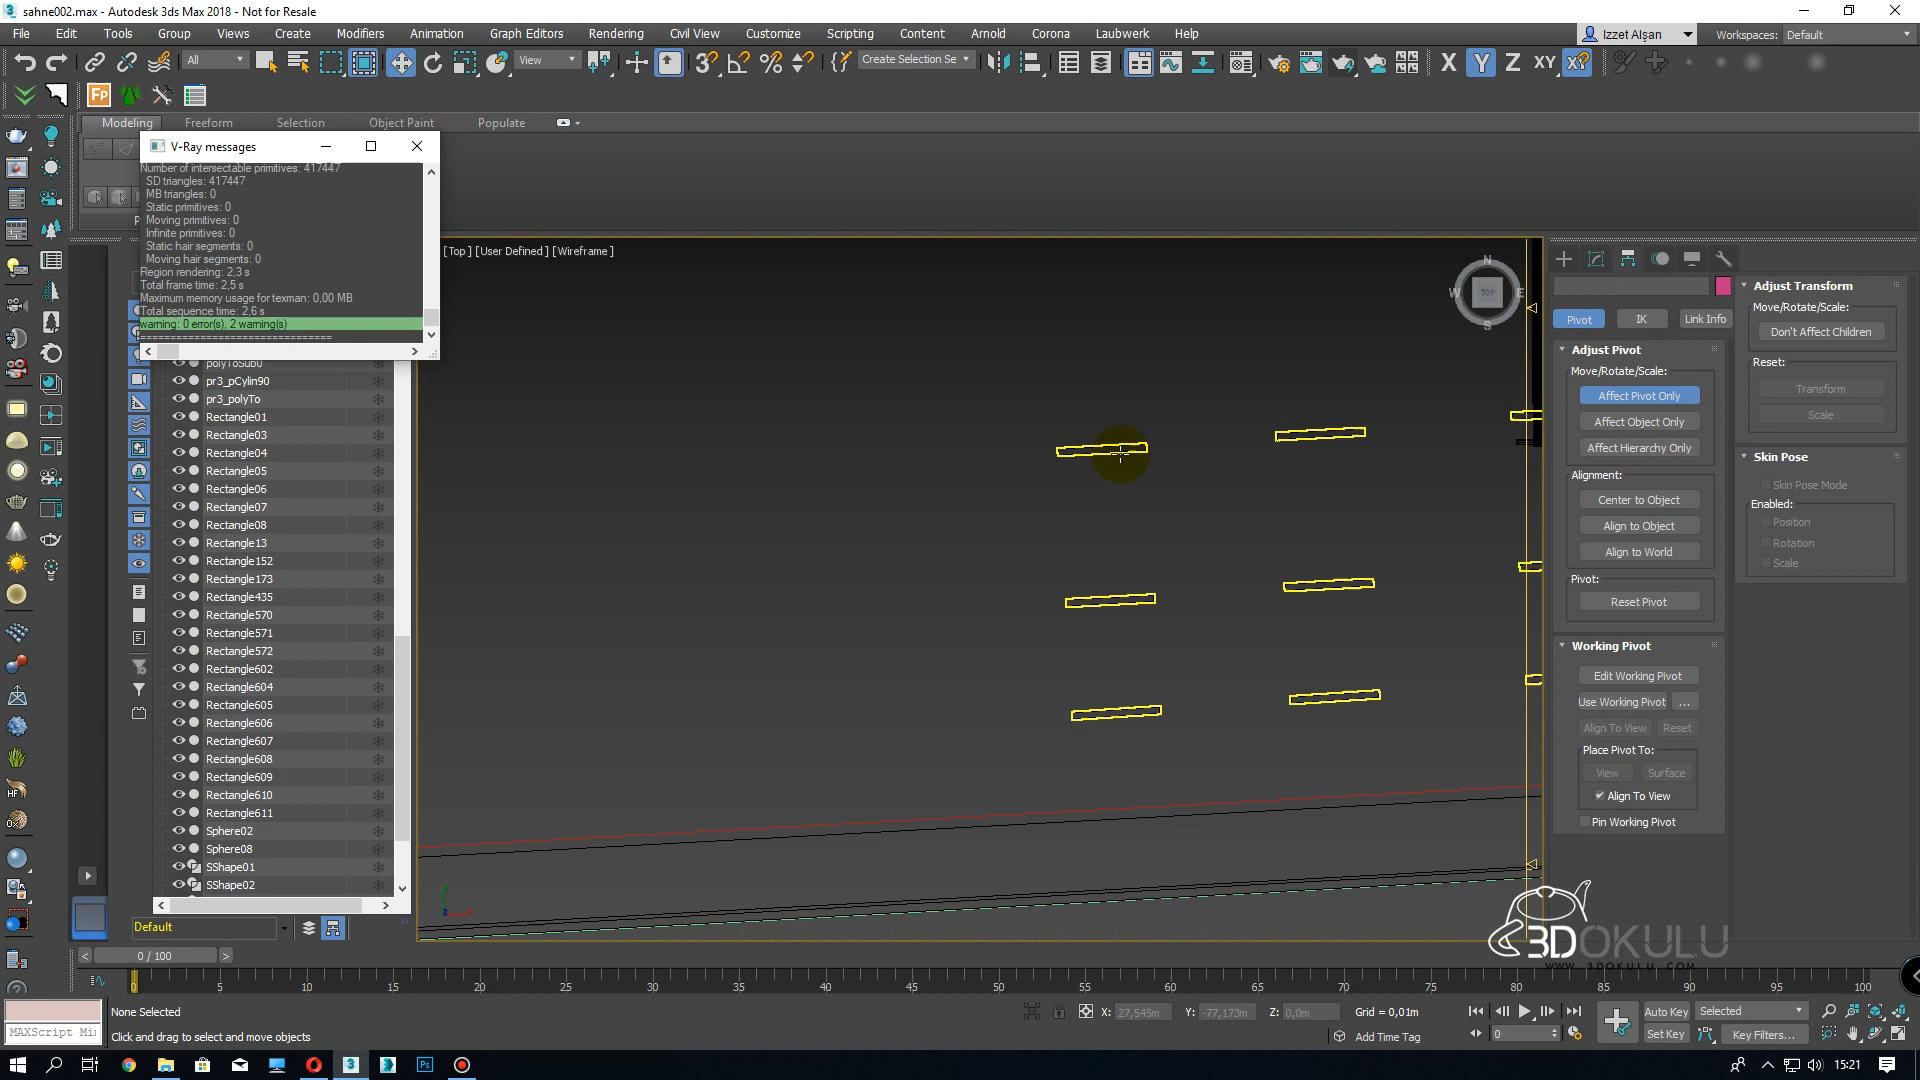 sahne002.max - Autodesk 3ds Max 2018 - Not for Resale
File Edit Tools Group Views Create Modifiers Animation Graph Editors Rendering Civil View Customize Scripting Content Arnold Corona Laubwerk Help
Izzet Alşan Workspaces: Default
All View Create Selection Se X Y Z XY
Fp
Modeling Freeform Selection Object Paint Populate
V-Ray messages
Number of intersectable primitives: 417447
SD triangles: 417447
MB triangles: 0
Static primitives: 0
Moving primitives: 0
Infinite primitives: 0
Static hair segments: 0
Moving hair segments: 0
Region rendering: 2,3 s
Total frame time: 2,5 s
Maximum memory usage for texman: 0,00 MB
Total sequence time: 2,6 s
warning: 0 error(s), 2 warning(s)
================================
polyToSub0
pr3_pCylin90
pr3_polyTo
Rectangle01
Rectangle03
Rectangle04
Rectangle05
Rectangle06
Rectangle07
Rectangle08
Rectangle13
Rectangle152
Rectangle173
Rectangle435
Rectangle570
Rectangle571
Rectangle572
Rectangle602
Rectangle604
Rectangle605
Rectangle606
Rectangle607
Rectangle608
Rectangle609
Rectangle610
Rectangle611
Sphere02
Sphere08
SShape01
SShape02
Default
[Top ] [User Defined ] [Wireframe ]
N
W TOP E
S
Pivot IK Link Info
Adjust Pivot
Move/Rotate/Scale:
Affect Pivot Only
Affect Object Only
Affect Hierarchy Only
Alignment:
Center to Object
Align to Object
Align to World
Pivot:
Reset Pivot
Working Pivot
Edit Working Pivot
Use Working Pivot ...
Align To View Reset
Place Pivot To:
View Surface
Align To View
Pin Working Pivot
Adjust Transform
Move/Rotate/Scale:
Don't Affect Children
Reset:
Transform
Scale
Skin Pose
Skin Pose Mode
Enabled:
Position
Rotation
Scale
3DOKULU
WWW.3DOKULU.COM
0 / 100
0 5 10 15 20 25 30 35 40 45 50 55 60 65 70 75 80 85 90 95 100
None Selected
X: 27,545m Y: -77,173m Z: 0,0m Grid = 0,01m
Auto Key Selected
MAXScript Mi
Click and drag to select and move objects
Add Time Tag
0
Set Key Key Filters...
15:21